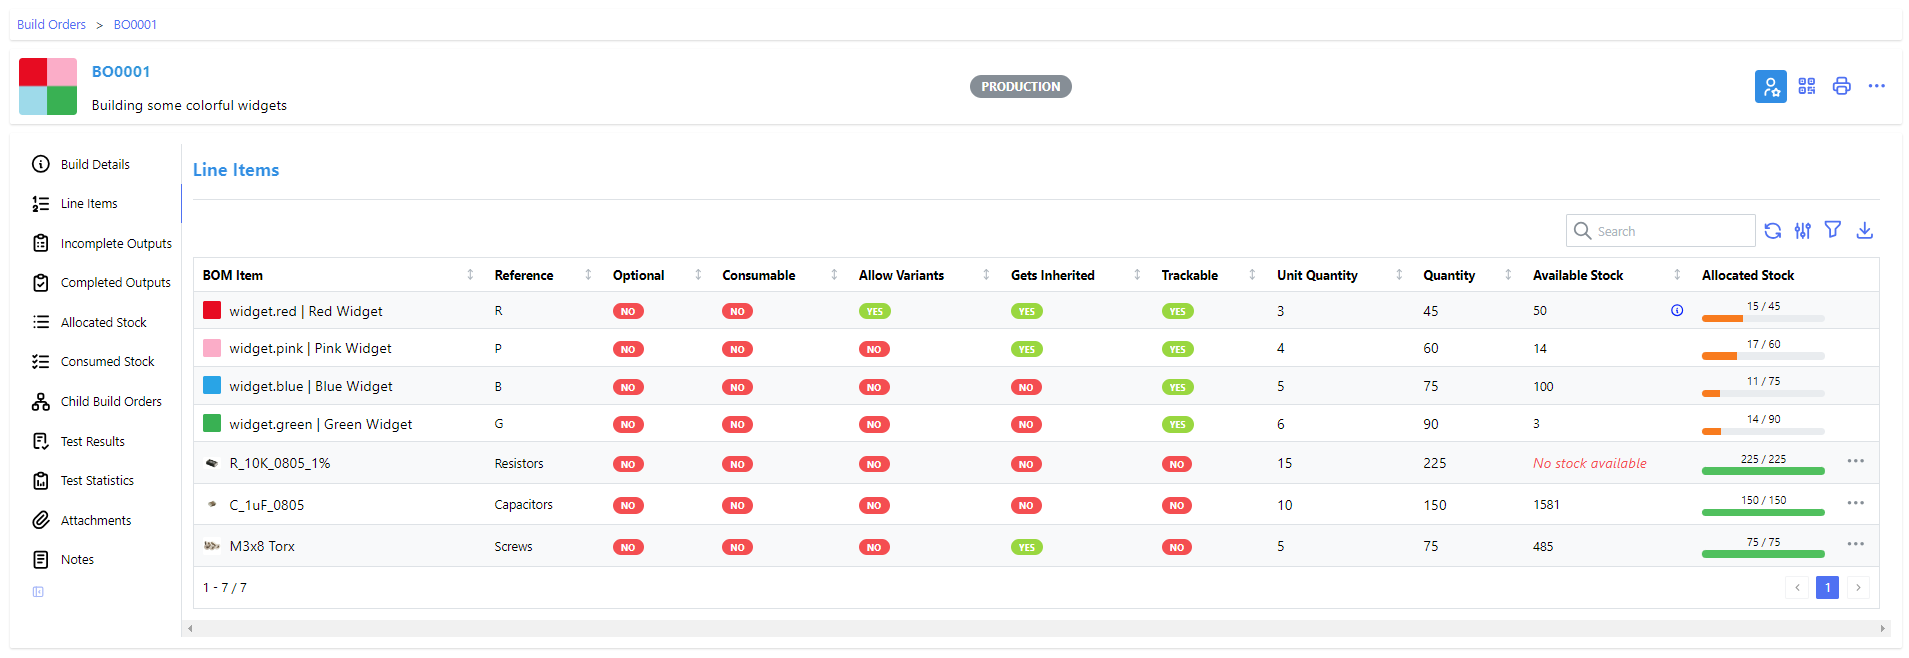 Build Orders > BO0001
BO0001
Building some colorful widgets
PRODUCTION
Build Details
Line Items
Incomplete Outputs
Completed Outputs
Allocated Stock
Consumed Stock
Child Build Orders
Test Results
Test Statistics
Attachments
Notes
Line Items
Search
BOM Item Reference Optional Consumable Allow Variants Gets Inherited Trackable Unit Quantity Quantity Available Stock Allocated Stock
widget.red | Red Widget R NO NO YES YES YES 3 45 50 15 / 45
widget.pink | Pink Widget P NO NO NO YES YES 4 60 14 17 / 60
widget.blue | Blue Widget B NO NO NO NO YES 5 75 100 11 / 75
widget.green | Green Widget G NO NO NO NO YES 6 90 3 14 / 90
R_10K_0805_1% Resistors NO NO NO NO NO 15 225 No stock available 225 / 225
C_1uF_0805 Capacitors NO NO NO NO NO 10 150 1581 150 / 150
M3x8 Torx Screws NO NO NO YES NO 5 75 485 75 / 75
1 - 7 / 7
1